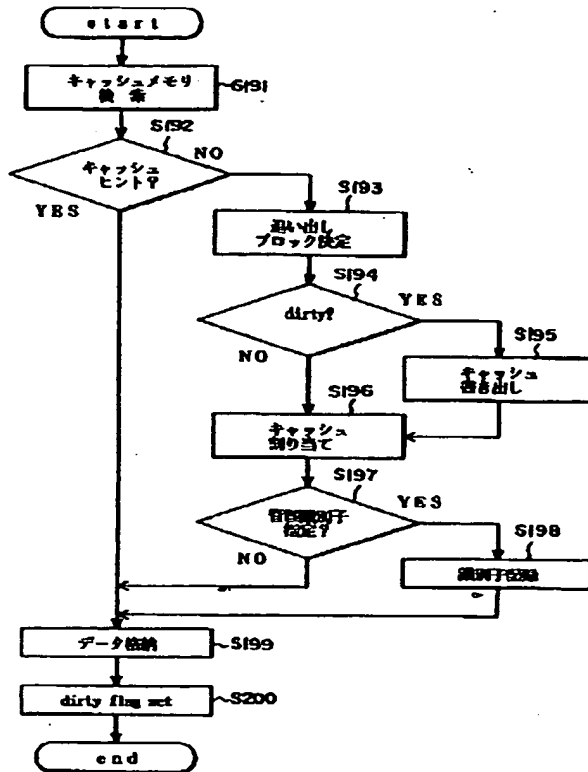 start
キャッシュメモリ
検索
S191
S192
キャッシュ
ヒント?
NO
YES
S193
追い出し
ブロック決定
S194
dirty?
YES
NO
S195
キャッシュ
書き出し
S196
キャッシュ
割り当て
S197
指定?
YES
NO
S198
データ格納
S199
dirty flag set
S200
end